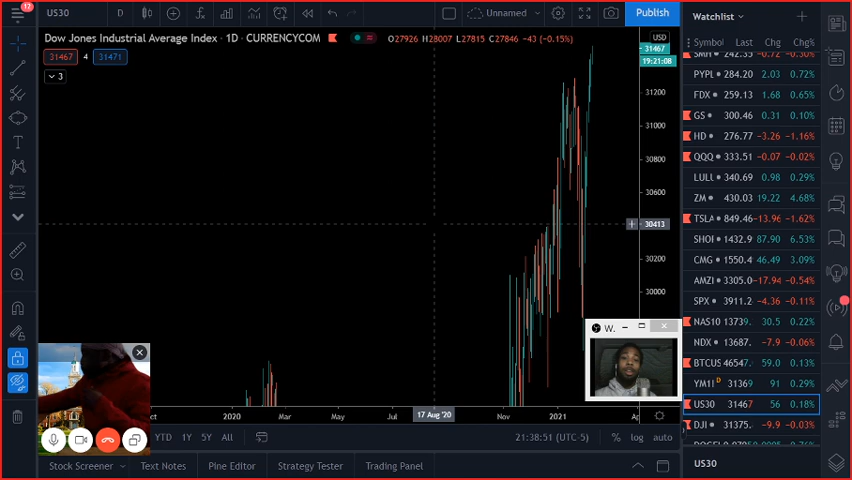 US30 D Unnamed Publish
Dow Jones Industrial Average Index · 1D · CURRENCYCOM O27926 H28007 L27815 C27846 −43 (−0.15%)
31467 4 31471
3
USD
31467
19:21:08
31200
31000
30800
30600
30413
30200
30000
2020 Mar May Jul 17 Aug '20 Nov 2021
YTD 1Y 5Y All 21:38:51 (UTC-5) % log auto
Stock Screener Text Notes Pine Editor Strategy Tester Trading Panel
W.
12
Watchlist
Symbol Last Chg Chg%
242.35 -0.72 -0.30%
PYPL 284.20 2.03 0.72%
FDX 259.13 1.68 0.65%
GS 300.46 0.31 0.10%
HD 276.77 -3.26 -1.16%
QQQ 333.51 -0.07 -0.02%
LULU 340.69 0.98 0.29%
ZM 430.03 19.22 4.68%
TSLA 849.46 -13.96 -1.62%
SHOP 1432.9 87.90 6.53%
CMG 1550.4 46.49 3.09%
AMZN 3305.0 -17.94 -0.54%
SPX 3911.2 -4.36 -0.11%
NAS10 13739. 30.5 0.22%
NDX 13687. -7.9 -0.06%
BTCUS 46547. 59.0 0.13%
YM1! D 31369 91 0.29%
US30 31467 56 0.18%
DJI 31375. -9.9 -0.03%
US30